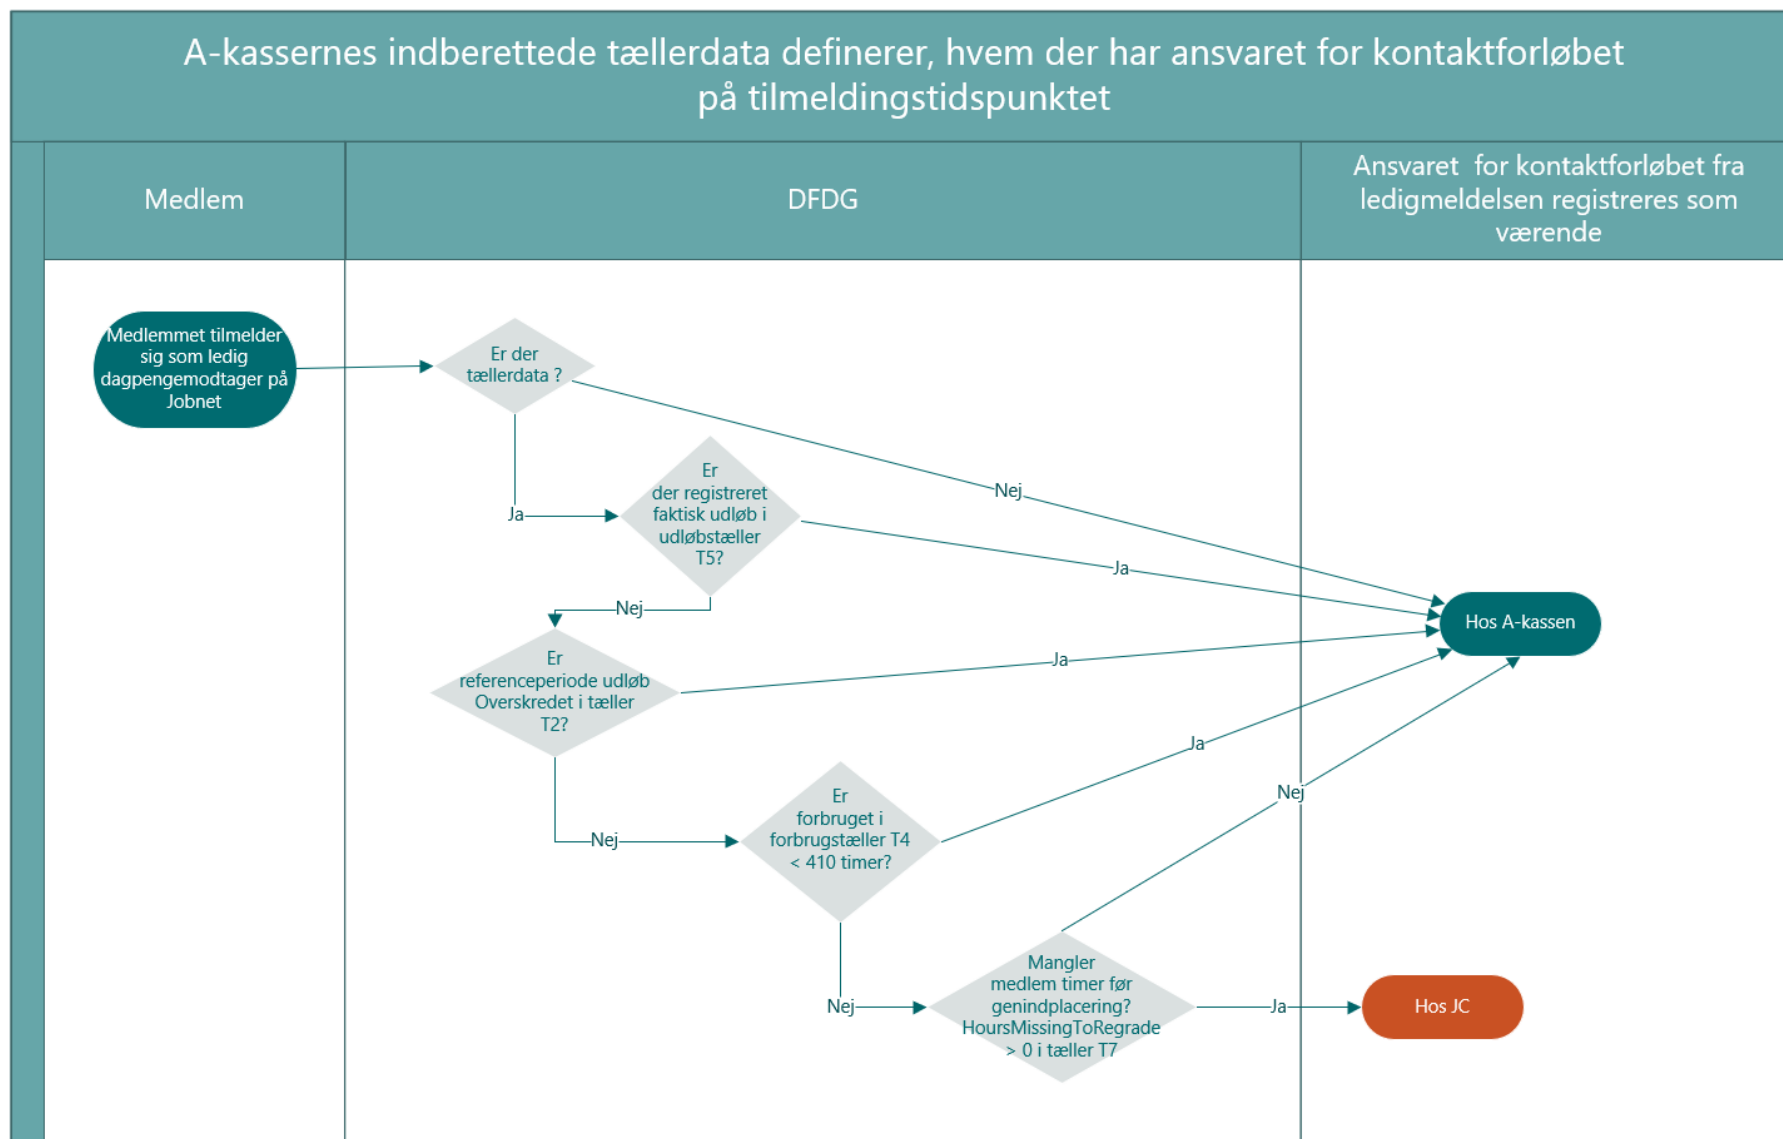 A-kassernes indberettede tællerdata definerer, hvem der har ansvaret for kontaktforløbet
på tilmeldingstidspunktet
Medlem
DFDG
Ansvaret for kontaktforløbet fra
ledigmeldelsen registreres som
værende
Medlemmet tilmelder
sig som ledig
dagpengemodtager på
Jobnet
Er der
tællerdata ?
Nej
Ja
Er
der registreret
faktisk udløb i
udløbstæller
T5?
Ja
Nej
Hos A-kassen
Er
referenceperiode udløb
Overskredet i tæller
T2?
Ja
Nej
Er
forbruget i
forbrugstæller T4
< 410 timer?
Ja
Nej
Mangler
medlem timer før
genindplacering?
HoursMissingToRegrade
> 0 i tæller T7
Nej
Ja
Hos JC